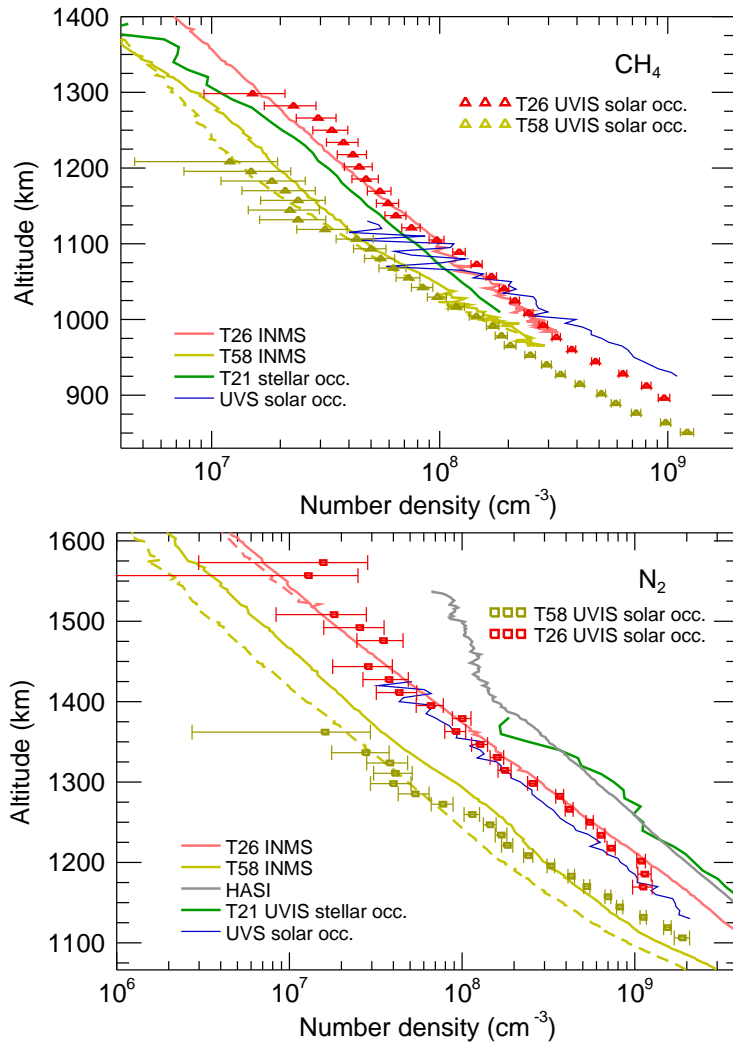 1400
1300
1200
1100
1000
900
Altitude (km)
CH4
T26 UVIS solar occ.
T58 UVIS solar occ.
T26 INMS
T58 INMS
T21 stellar occ.
UVS solar occ.
10^7
10^8
10^9
Number density (cm^-3)
1600
1500
1400
1300
1200
1100
Altitude (km)
N2
T58 UVIS solar occ.
T26 UVIS solar occ.
T26 INMS
T58 INMS
HASI
T21 UVIS stellar occ.
UVS solar occ.
10^6
10^7
10^8
10^9
Number density (cm^-3)